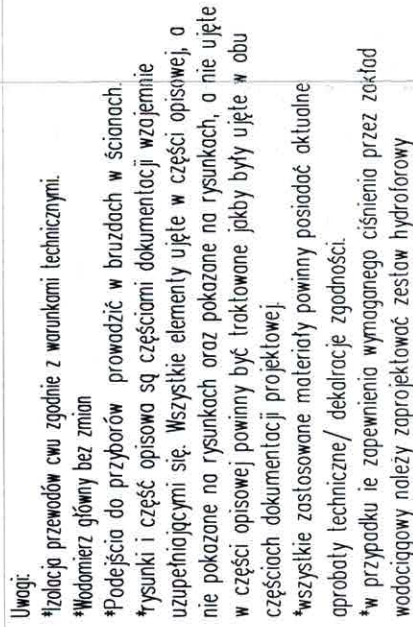 Uwagi:
*Izolacja przewodów cwu zgodnie z warunkami technicznymi.
*Wodomierz główny bez zmian
*Podejścia do przyborów prowadzić w bruzdach w ścianach.
*rysunki i część opisowa są częściami dokumentacji wzajemnie
uzupełniającymi się. Wszystkie elementy ujęte w części opisowej, a
nie pokazane na rysunkach oraz pokazane na rysunkach, a nie ujęte
w części opisowej powinny być traktowane jakby były ujęte w obu
częściach dokumentacji projektowej.
*wszystkie zastosowane materiały powinny posiadać aktualne
aprobaty techniczne/ dekalracje zgodności.
*w przypadku ie zapewnienia wymaganego ciśnienia przez zakład
wodociągowy należy zaprojektować zestaw hydroforowy